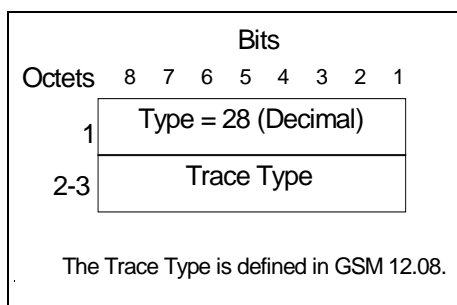 Bits
Octets 8 7 6 5 4 3 2 1
1 Type = 28 (Decimal)
2-3 Trace Type
The Trace Type is defined in GSM 12.08.